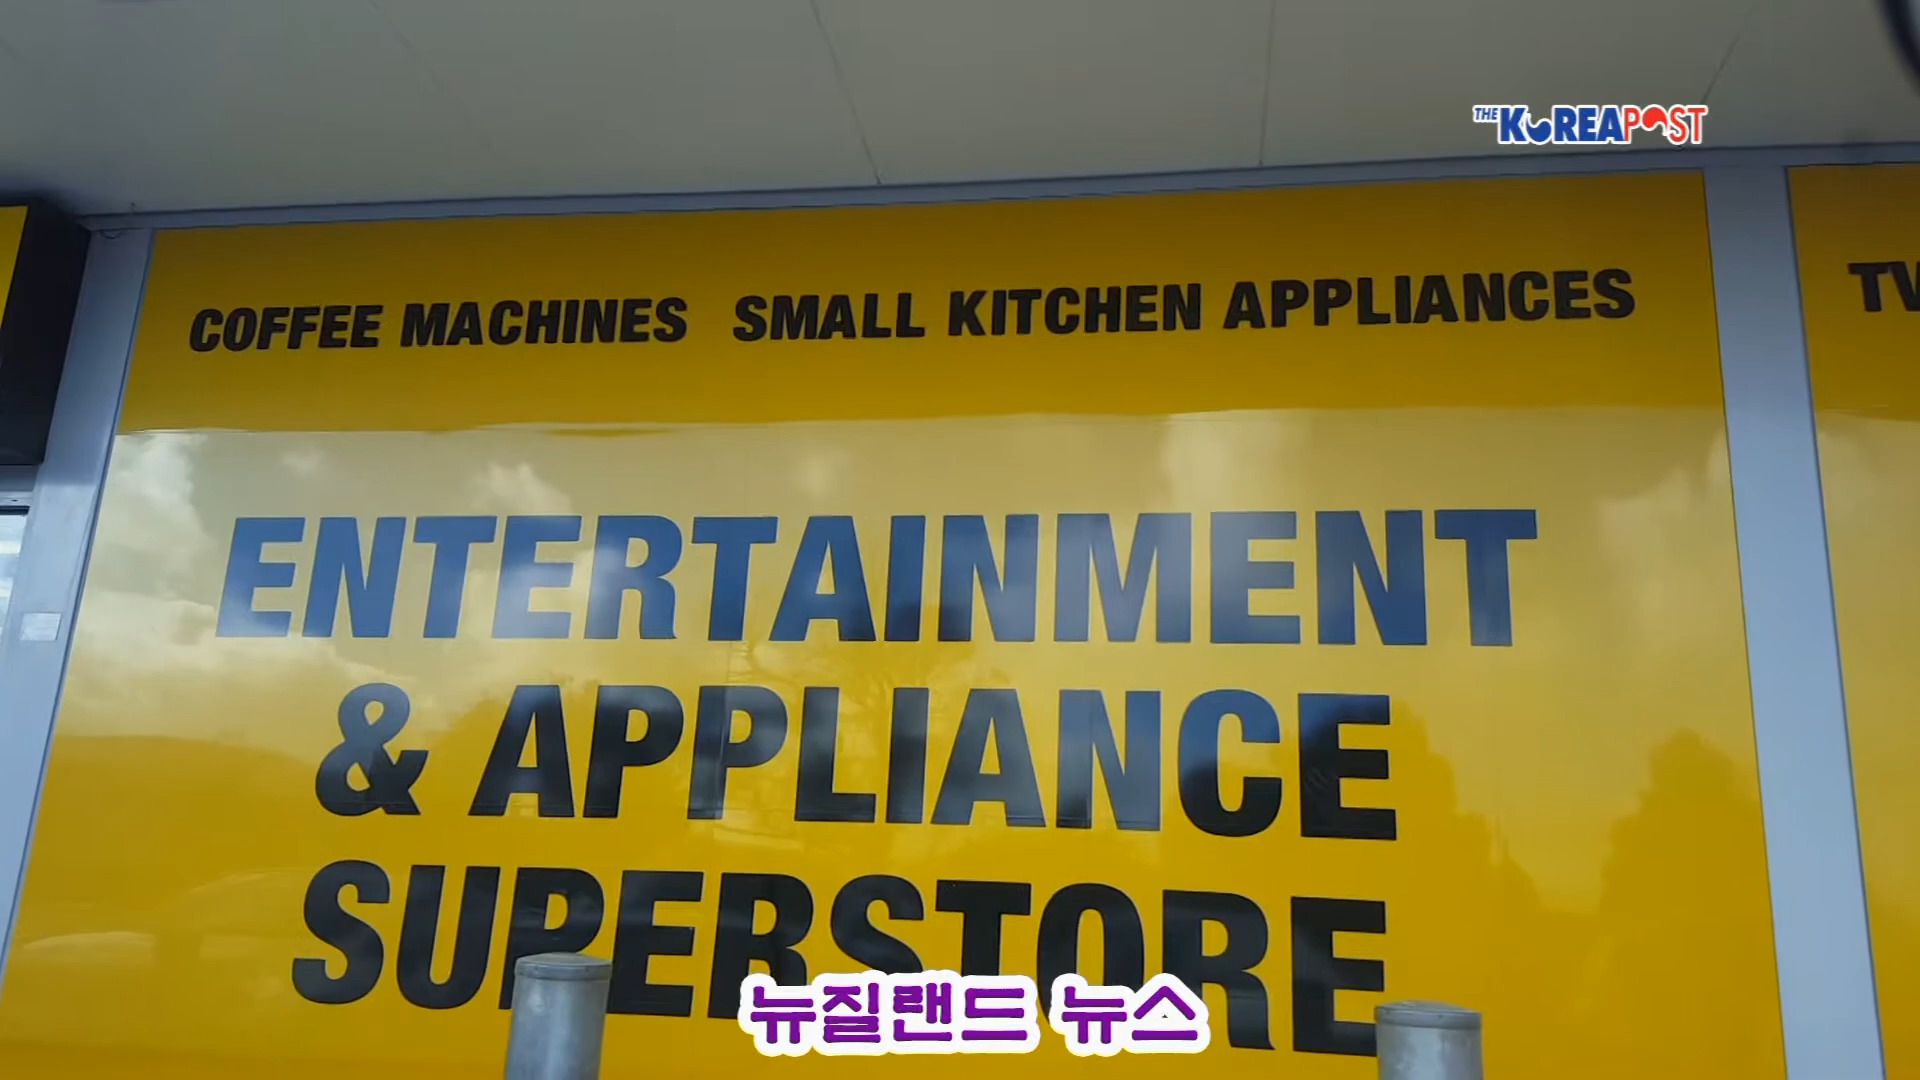 THE KOREAPOST
COFFEE MACHINES SMALL KITCHEN APPLIANCES
TV
ENTERTAINMENT
& APPLIANCE
SUPERSTORE
뉴질랜드 뉴스